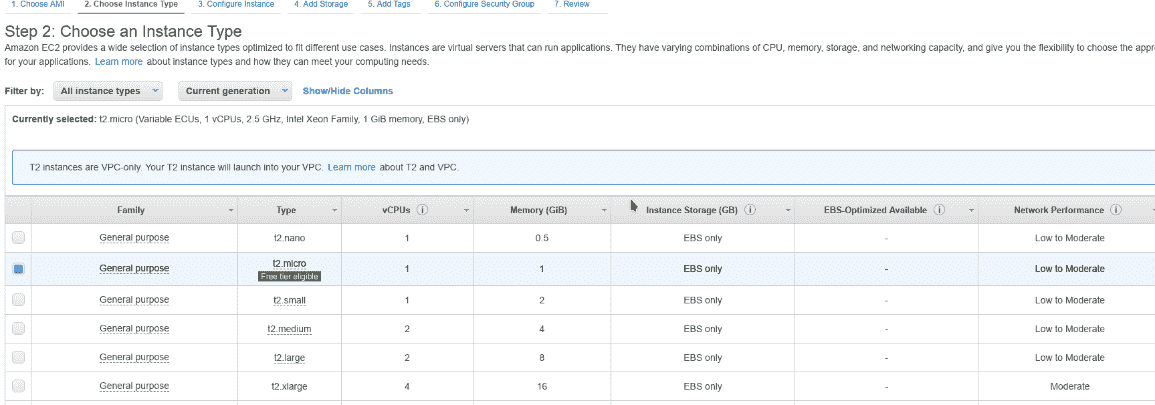 1. Choose AMI 2. Choose Instance Type 3. Configure Instance 4. Add Storage 5. Add Tags 6. Configure Security Group 7. Review
Step 2: Choose an Instance Type
Amazon EC2 provides a wide selection of instance types optimized to fit different use cases. Instances are virtual servers that can run applications. They have varying combinations of CPU, memory, storage, and networking capacity, and give you the flexibility to choose the appr
for your applications. Learn more about instance types and how they can meet your computing needs.
Filter by: All instance types Current generation Show/Hide Columns
Currently selected: t2.micro (Variable ECUs, 1 vCPUs, 2.5 GHz, Intel Xeon Family, 1 GiB memory, EBS only)
T2 instances are VPC-only. Your T2 instance will launch into your VPC. Learn more about T2 and VPC.
Family Type vCPUs Memory (GiB) Instance Storage (GB) EBS-Optimized Available Network Performance
General purpose t2.nano 1 0.5 EBS only - Low to Moderate
General purpose t2.micro 1 1 EBS only - Low to Moderate
Free tier eligible
General purpose t2.small 1 2 EBS only - Low to Moderate
General purpose t2.medium 2 4 EBS only - Low to Moderate
General purpose t2.large 2 8 EBS only - Low to Moderate
General purpose t2.xlarge 4 16 EBS only - Moderate